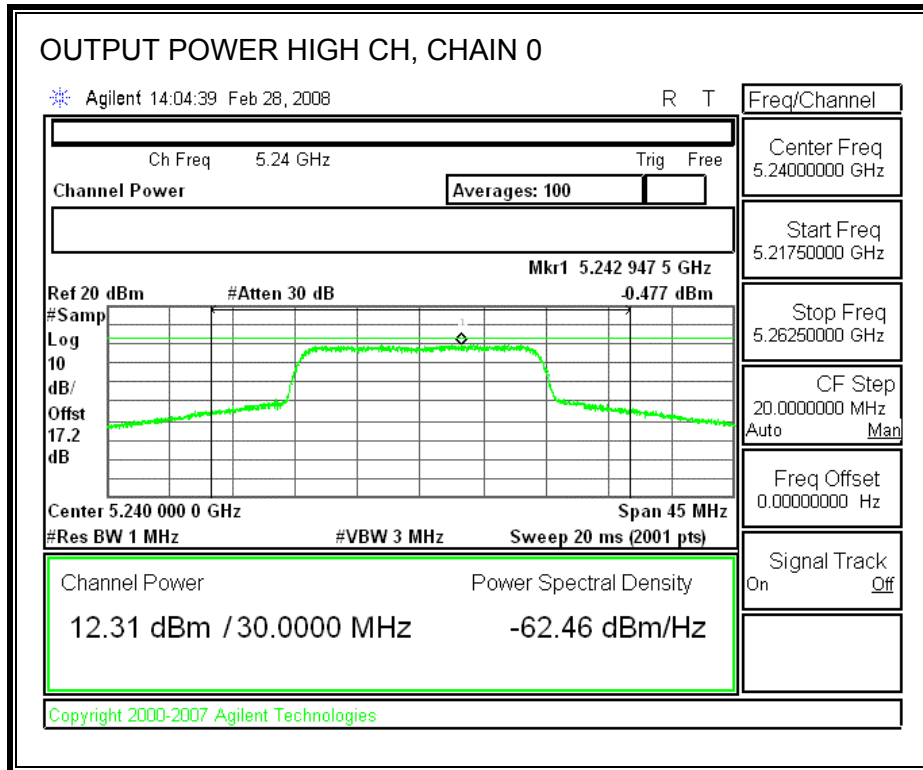 OUTPUT POWER HIGH CH, CHAIN 0
Agilent 14:04:39 Feb 28, 2008 R T
Freq/Channel
Ch Freq 5.24 GHz Trig Free
Channel Power Averages: 100
Mkr1 5.242 947 5 GHz
Ref 20 dBm #Atten 30 dB -0.477 dBm
#Samp
Log
10
dB/
Offst
17.2
dB
1
Center 5.240 000 0 GHz Span 45 MHz
#Res BW 1 MHz #VBW 3 MHz Sweep 20 ms (2001 pts)
Channel Power Power Spectral Density
12.31 dBm / 30.0000 MHz -62.46 dBm/Hz
Center Freq
5.24000000 GHz
Start Freq
5.21750000 GHz
Stop Freq
5.26250000 GHz
CF Step
20.0000000 MHz
Auto Man
Freq Offset
0.00000000 Hz
Signal Track
On Off
Copyright 2000-2007 Agilent Technologies